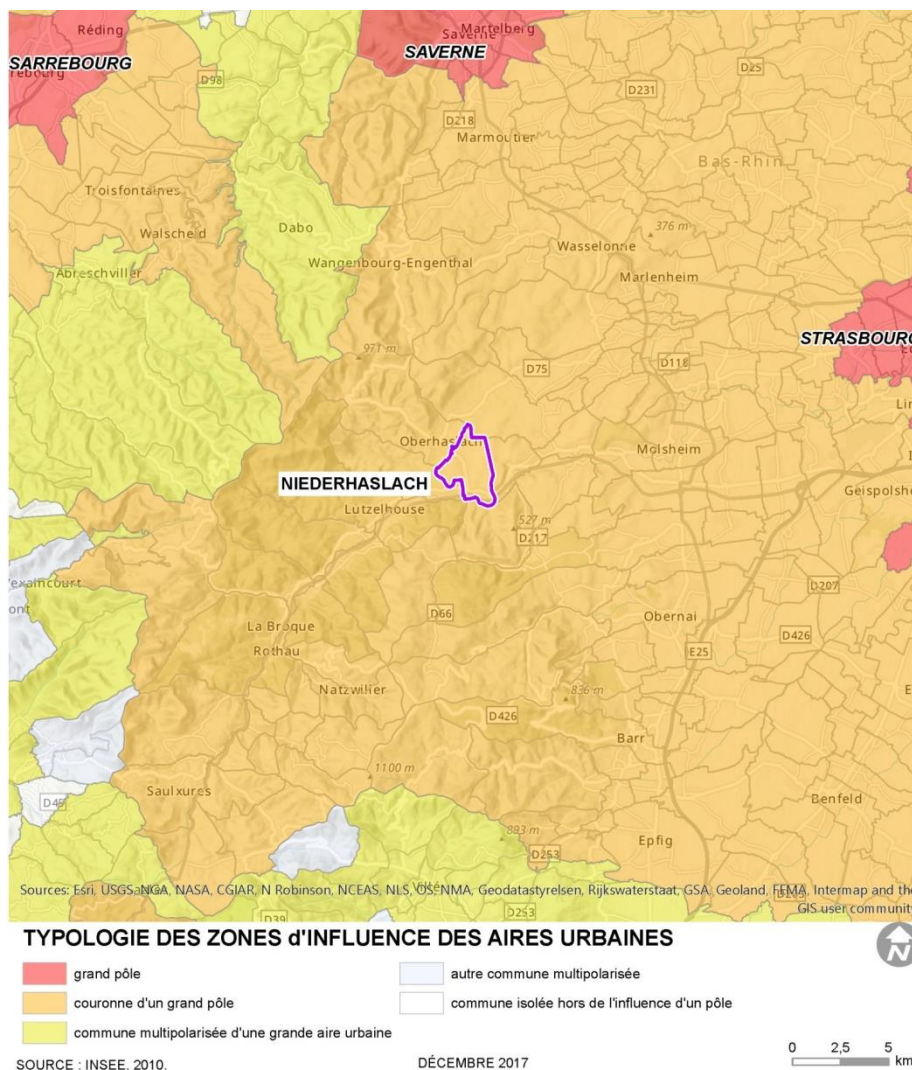 Réding
Martelberg
Saverne
SAVERNE
SARREBOURG
D98
D25
D231
D218
Marmoutier
Bas-Rhin
Troisfontaines
Walscheid
Dabo
376 m
Wasselonne
Wangenbourg-Engenthal
Abreschviller
Marlenheim
STRASBOURG
971 m
D75
D118
Oberhaslach
Molsheim
NIEDERHASLACH
Lutzelhouse
Geispolshe
527 m
D217
D207
D66
Obernai
D426
La Broque
Rothau
E25
Natzwiller
836 m
D426
Barr
1100 m
Saulxures
D45
Benfeld
893 m
Epfig
D253
Sources: Esri, USGS, NGA, NASA, CGIAR, N Robinson, NCEAS, NLS, OS, NMA, Geodatastyrelsen, Rijkswaterstaat, GSA, Geoland, FEMA, Intermap and the
GIS user community
D39
D253
TYPOLOGIE DES ZONES d'INFLUENCE DES AIRES URBAINES
N
grand pôle
autre commune multipolarisée
couronne d'un grand pôle
commune isolée hors de l'influence d'un pôle
commune multipolarisée d'une grande aire urbaine
SOURCE : INSEE, 2010.
DÉCEMBRE 2017
0 2,5 5
km